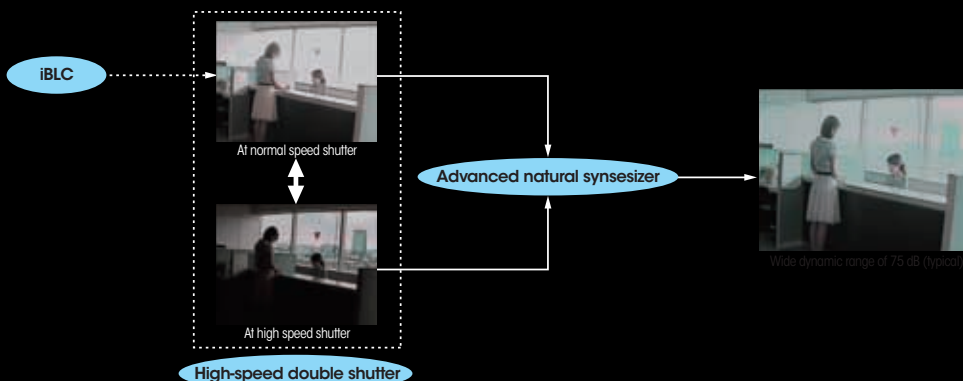 iBLC
At normal speed shutter
Advanced natural synsesizer
Wide dynamic range of 75 dB (typical)
At high speed shutter
High-speed double shutter